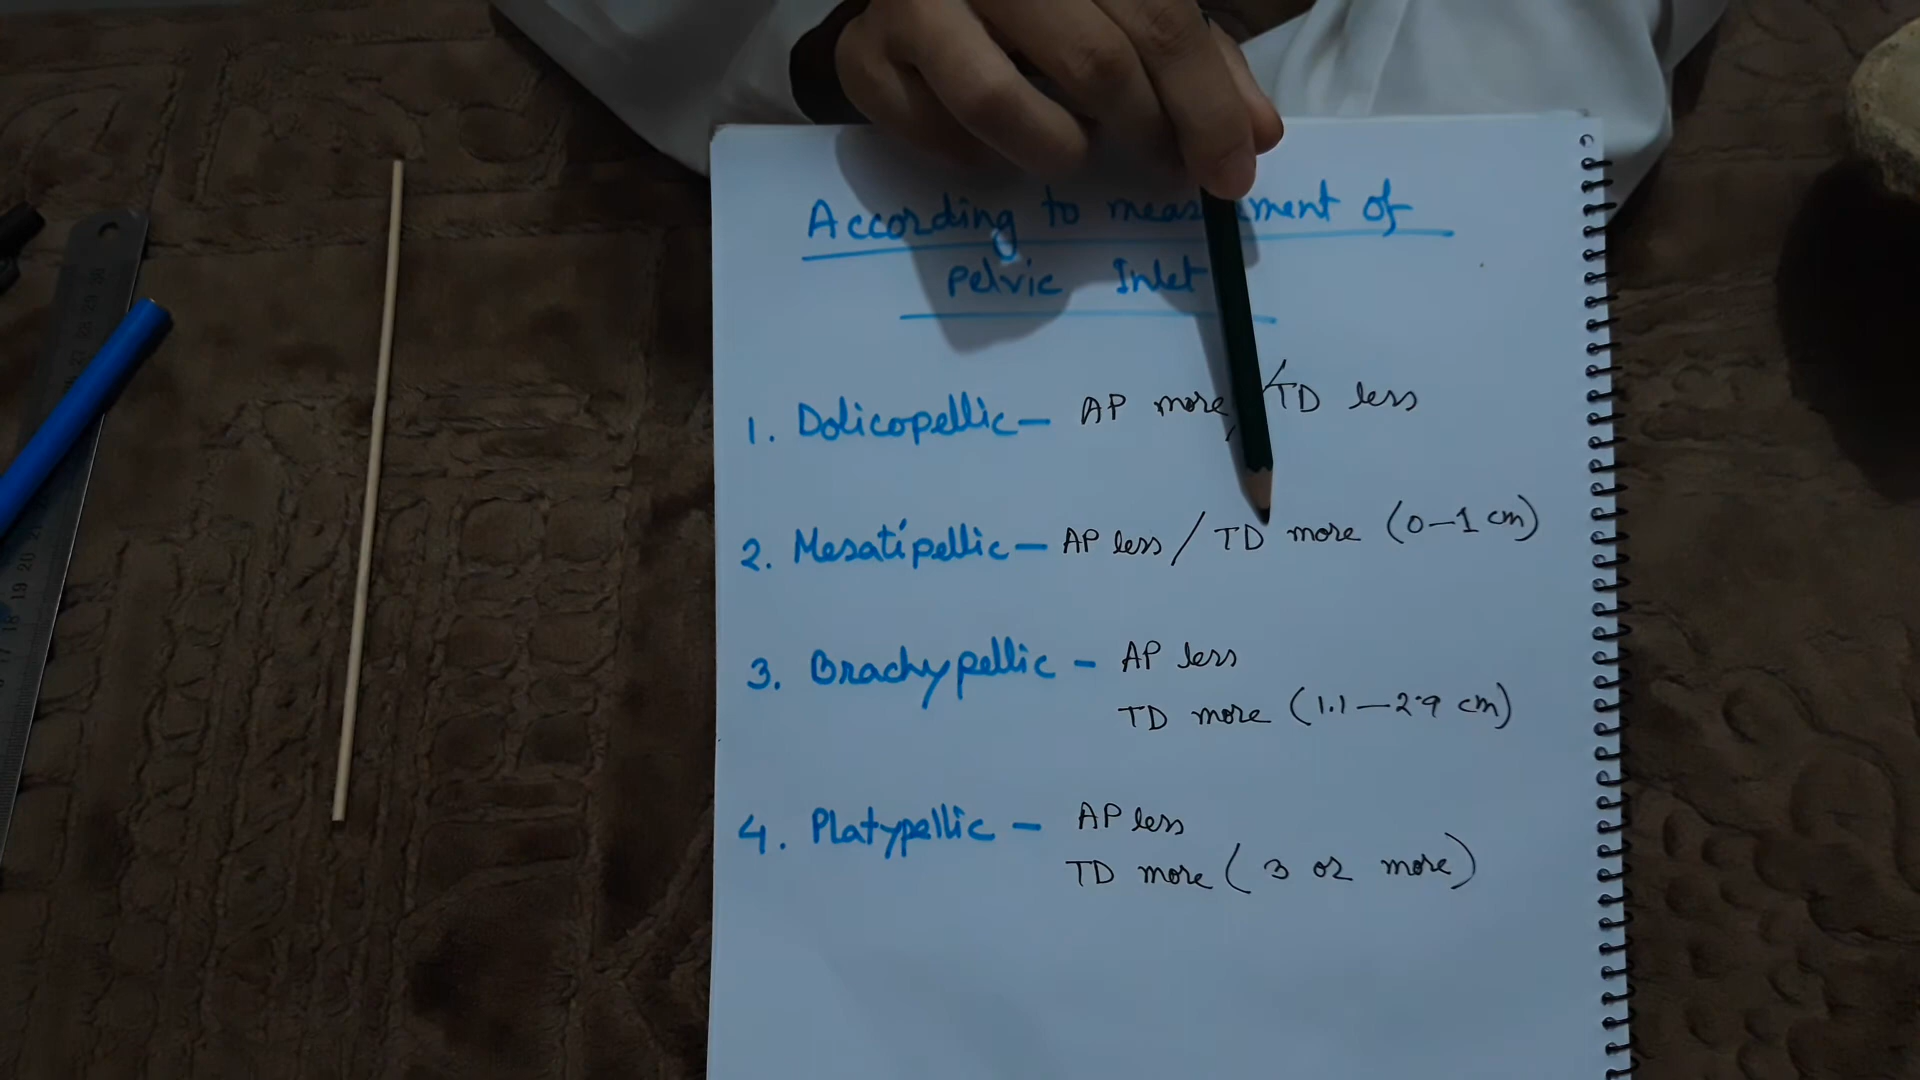 According to of
pelvic Inlet
1. Dolicopellic - AP more, / TD less
2. Mesatipellic - AP less / TD more (0-1 cm)
3. Brachypellic - AP less
TD more (1.1-2.9 cm)
4. Platypellic - AP less
TD more (3 or more)